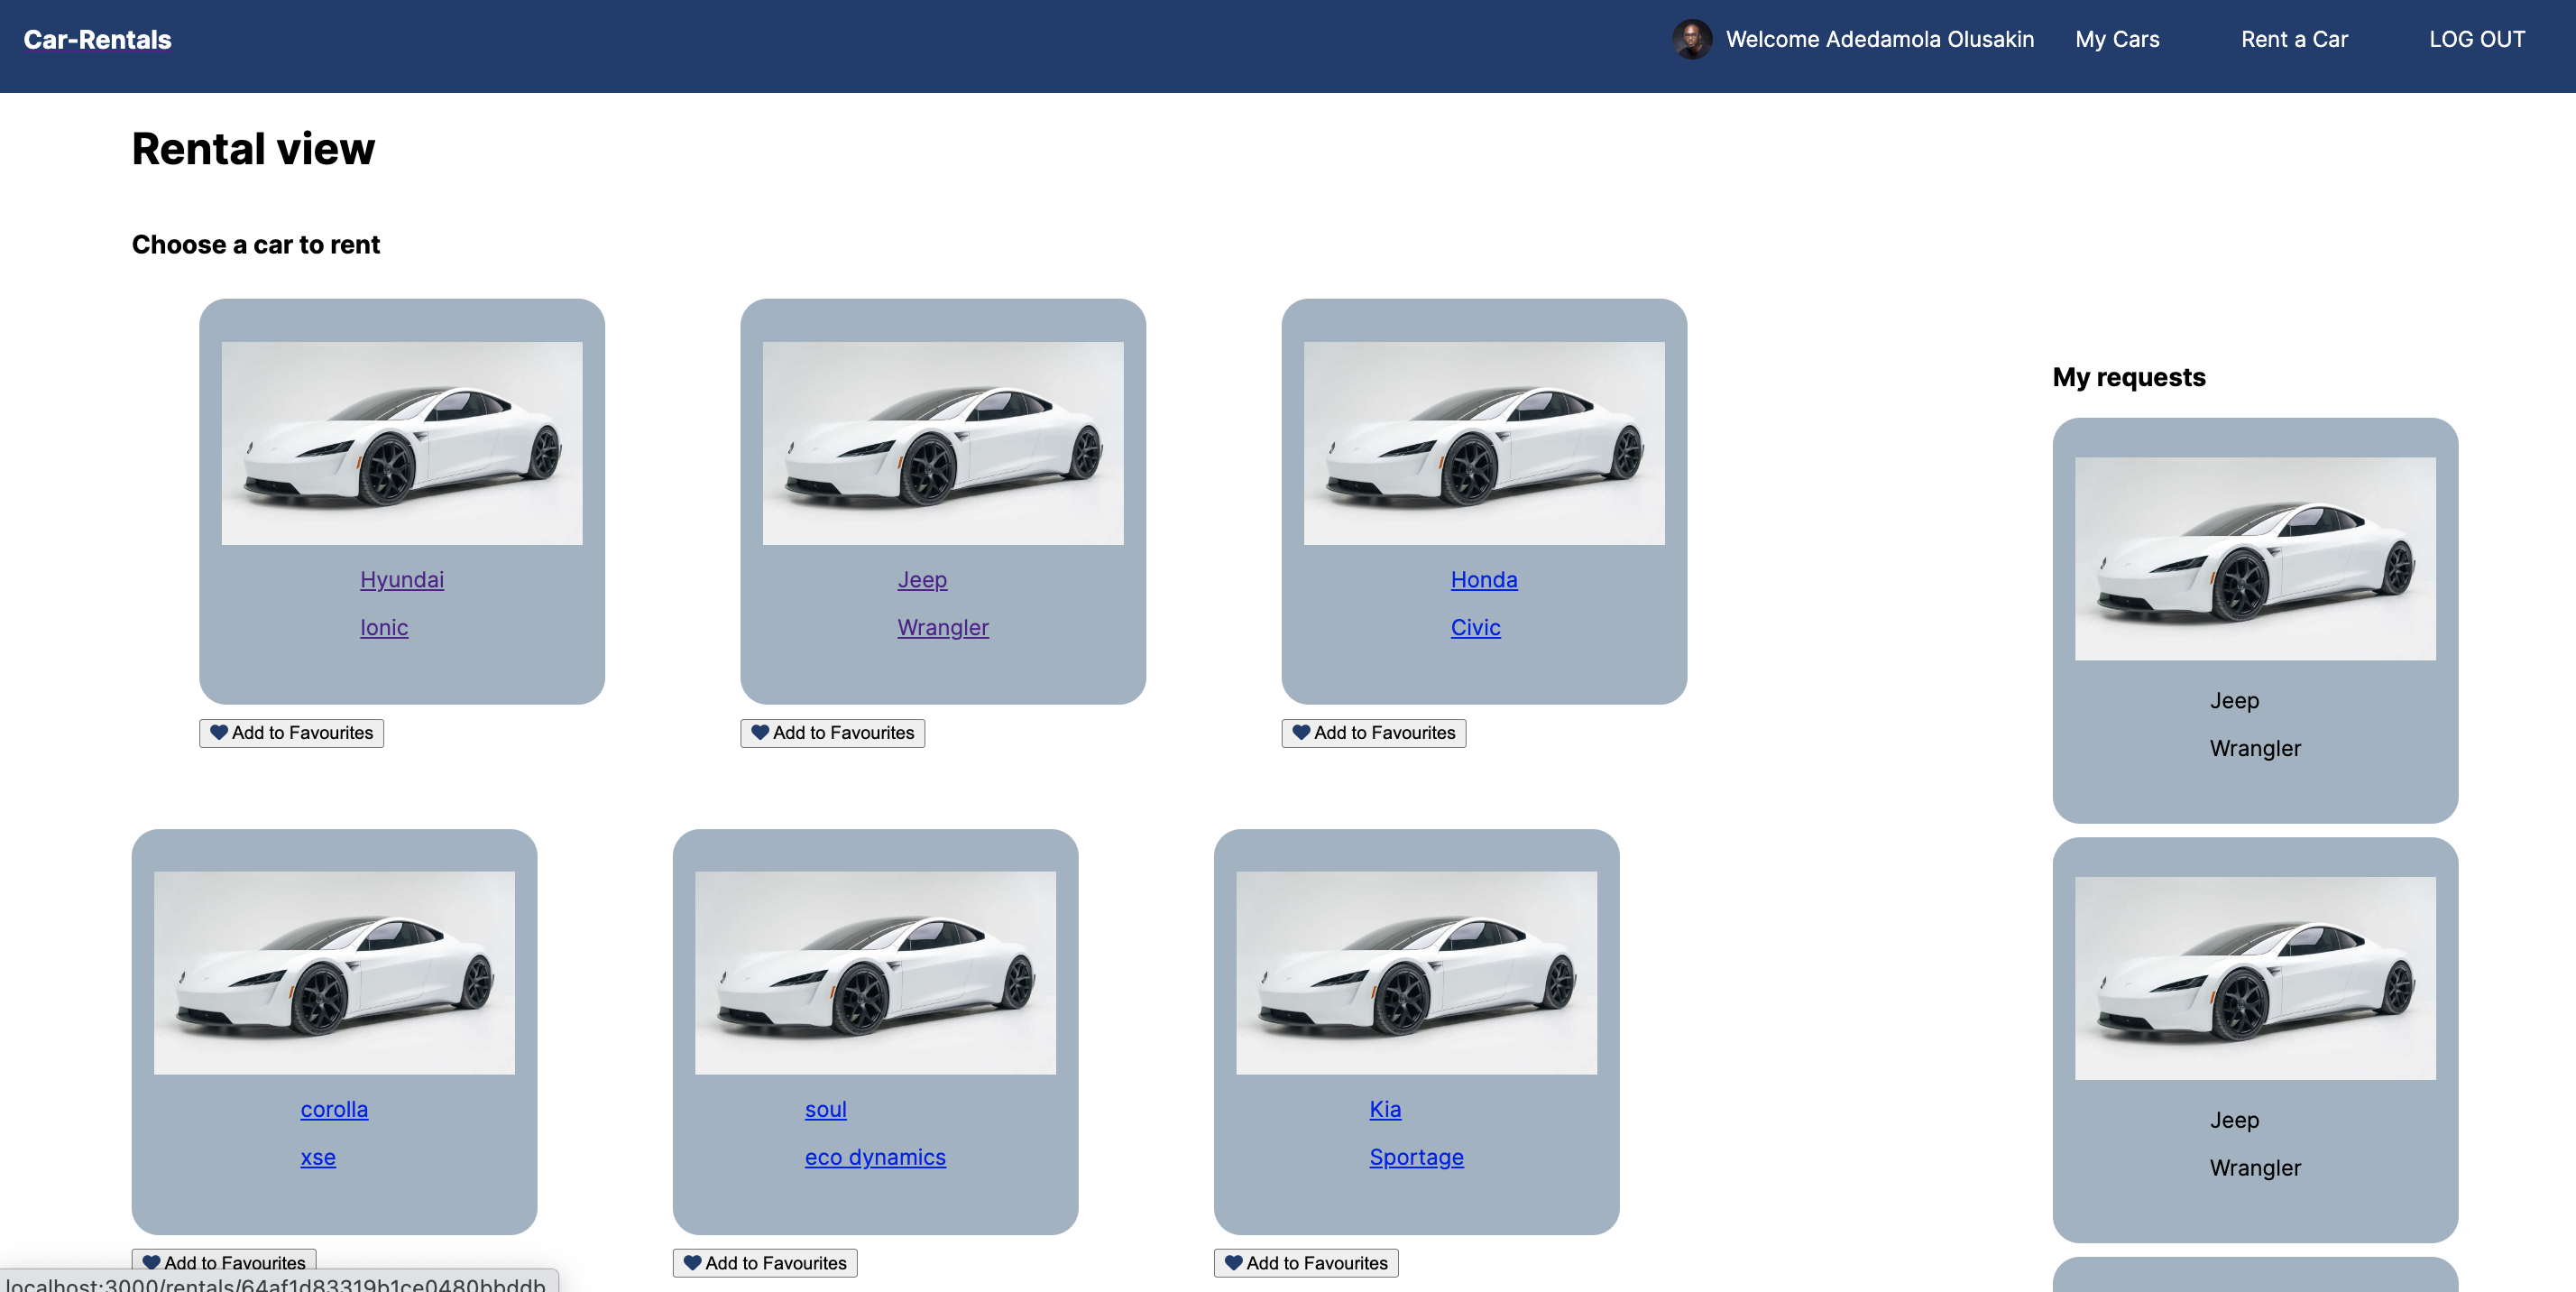 Car-Rentals
Welcome Adedamola Olusakin
My Cars
Rent a Car
LOG OUT
Rental view
Choose a car to rent
Hyundai
Ionic
Add to Favourites
Jeep
Wrangler
Add to Favourites
Honda
Civic
Add to Favourites
corolla
xse
Add to Favourites
soul
eco dynamics
Add to Favourites
Kia
Sportage
Add to Favourites
My requests
Jeep
Wrangler
Jeep
Wrangler
localhost:3000/rentals/64af1d83319b1ce0480bbddb